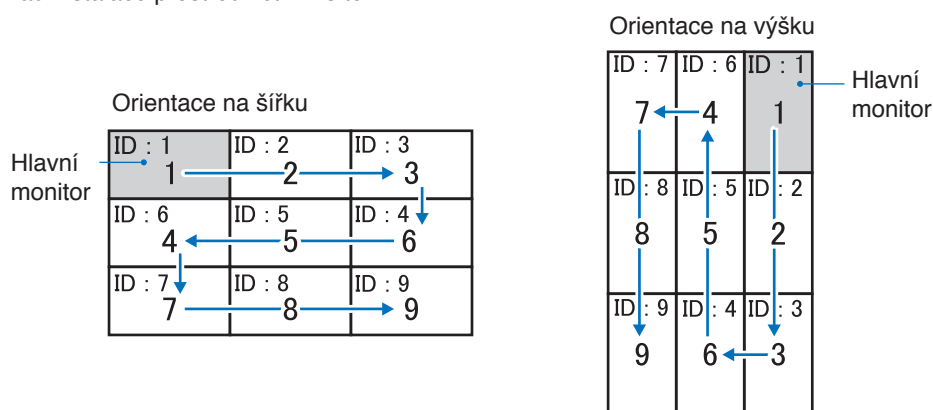 Orientace na šířku
Hlavní
monitor
ID : 1 ID : 2 ID : 3
1 2 3
ID : 6 ID : 5 ID : 4
4 5 6
ID : 7 ID : 8 ID : 9
7 8 9
Orientace na výšku
ID : 7 ID : 6 ID : 1
7 4 1
Hlavní
monitor
ID : 8 ID : 5 ID : 2
8 5 2
ID : 9 ID : 4 ID : 3
9 6 3